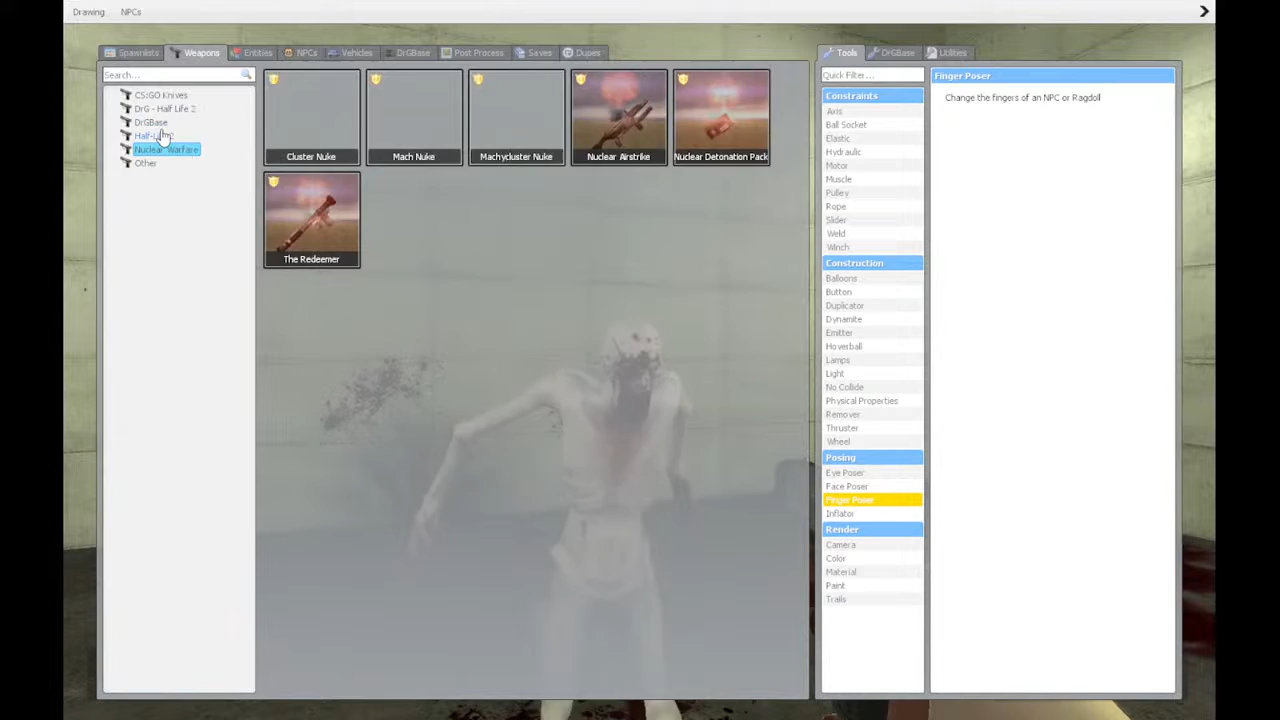 Drawing NPCs
Spawnlists Weapons Entities NPCs Vehicles DrGBase Post Process Saves Dupes
Search...
CS:GO Knives
DrG - Half Life 2
DrGBase
Nuclear Warfare
Other
Cluster Nuke
Mach Nuke
Machycluster Nuke
Nuclear Airstrike
Nuclear Detonation Pack
The Redeemer
Tools DrGBase Utilities
Quick Filter...
Constraints
Axis
Ball Socket
Elastic
Hydraulic
Motor
Muscle
Pulley
Rope
Slider
Weld
Winch
Construction
Balloons
Button
Duplicator
Dynamite
Emitter
Hoverball
Lamps
Light
No Collide
Physical Properties
Remover
Thruster
Wheel
Posing
Eye Poser
Face Poser
Finger Poser
Inflator
Render
Camera
Color
Material
Paint
Trails
Finger Poser
Change the fingers of an NPC or Ragdoll